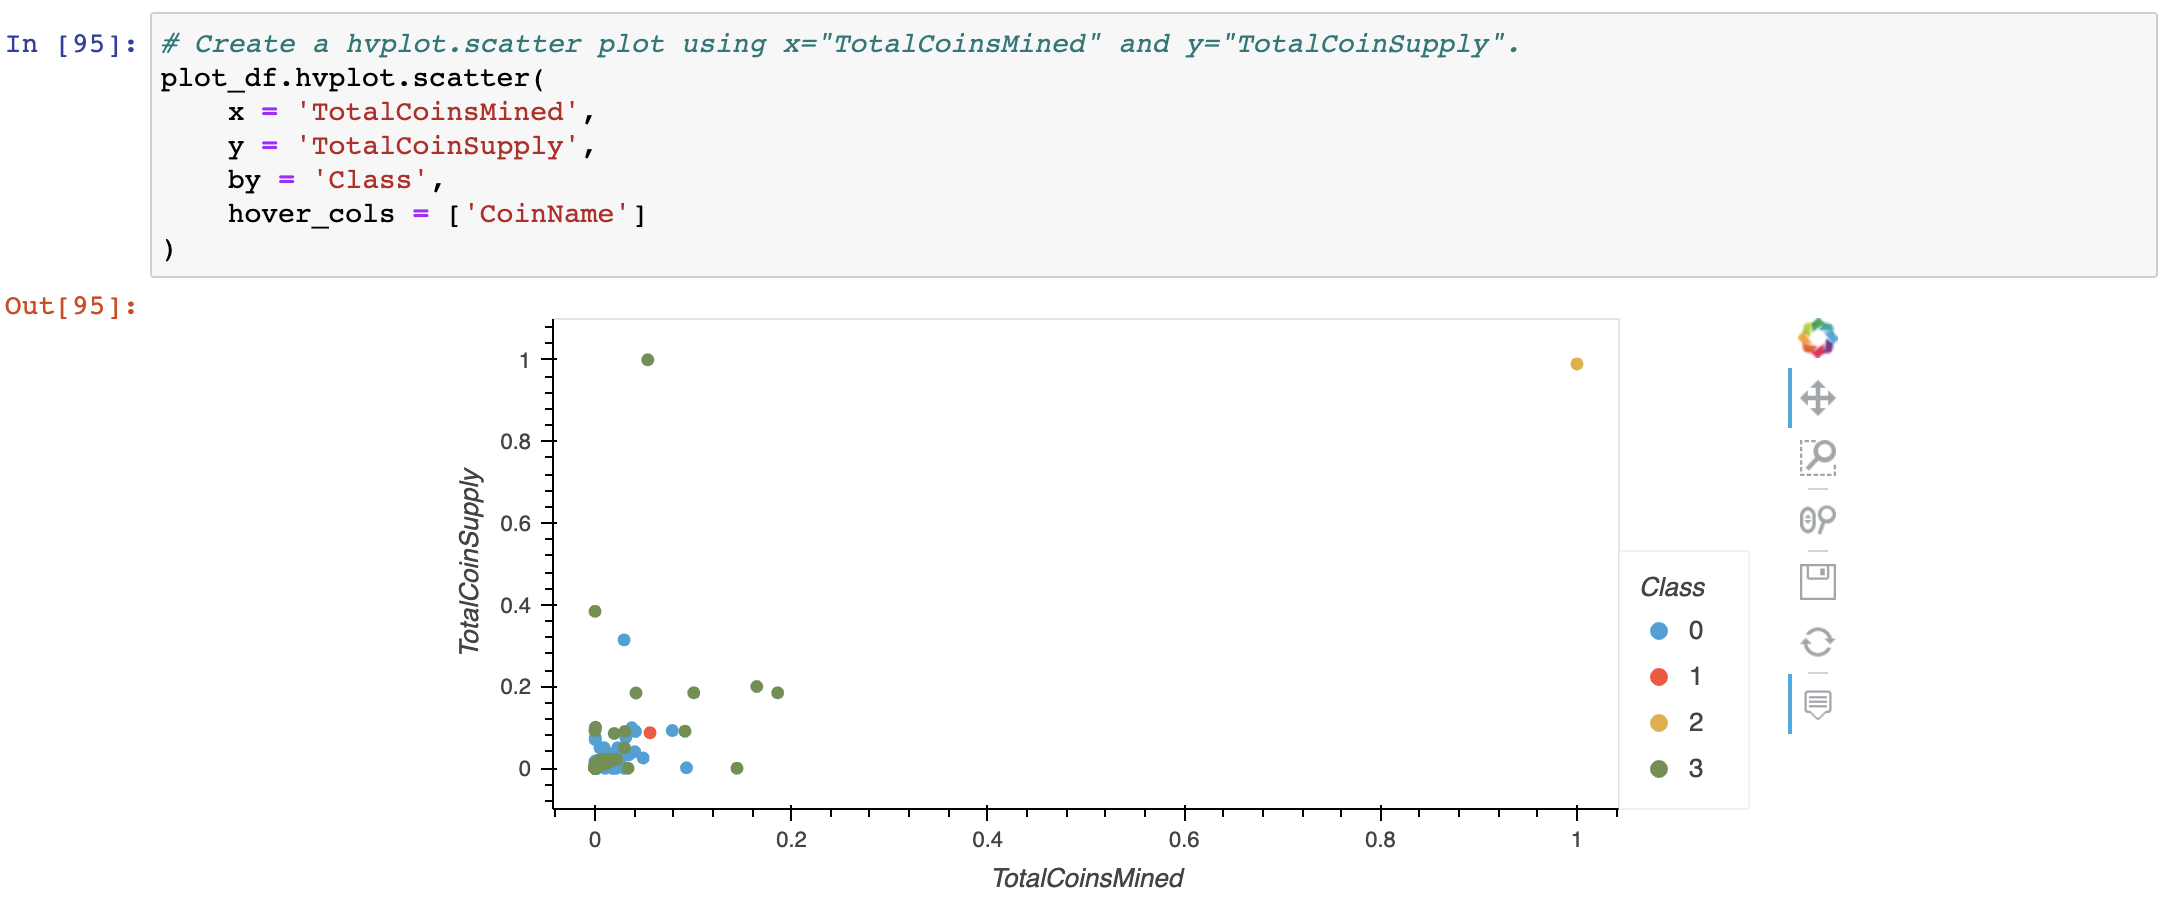 In [95]:
# Create a hvplot.scatter plot using x="TotalCoinsMined" and y="TotalCoinSupply".
plot_df.hvplot.scatter(
    x = 'TotalCoinsMined',
    y = 'TotalCoinSupply',
    by = 'Class',
    hover_cols = ['CoinName']
)
Out[95]:
TotalCoinSupply
1
0.8
0.6
0.4
0.2
0
0 0.2 0.4 0.6 0.8 1
TotalCoinsMined
Class
0
1
2
3